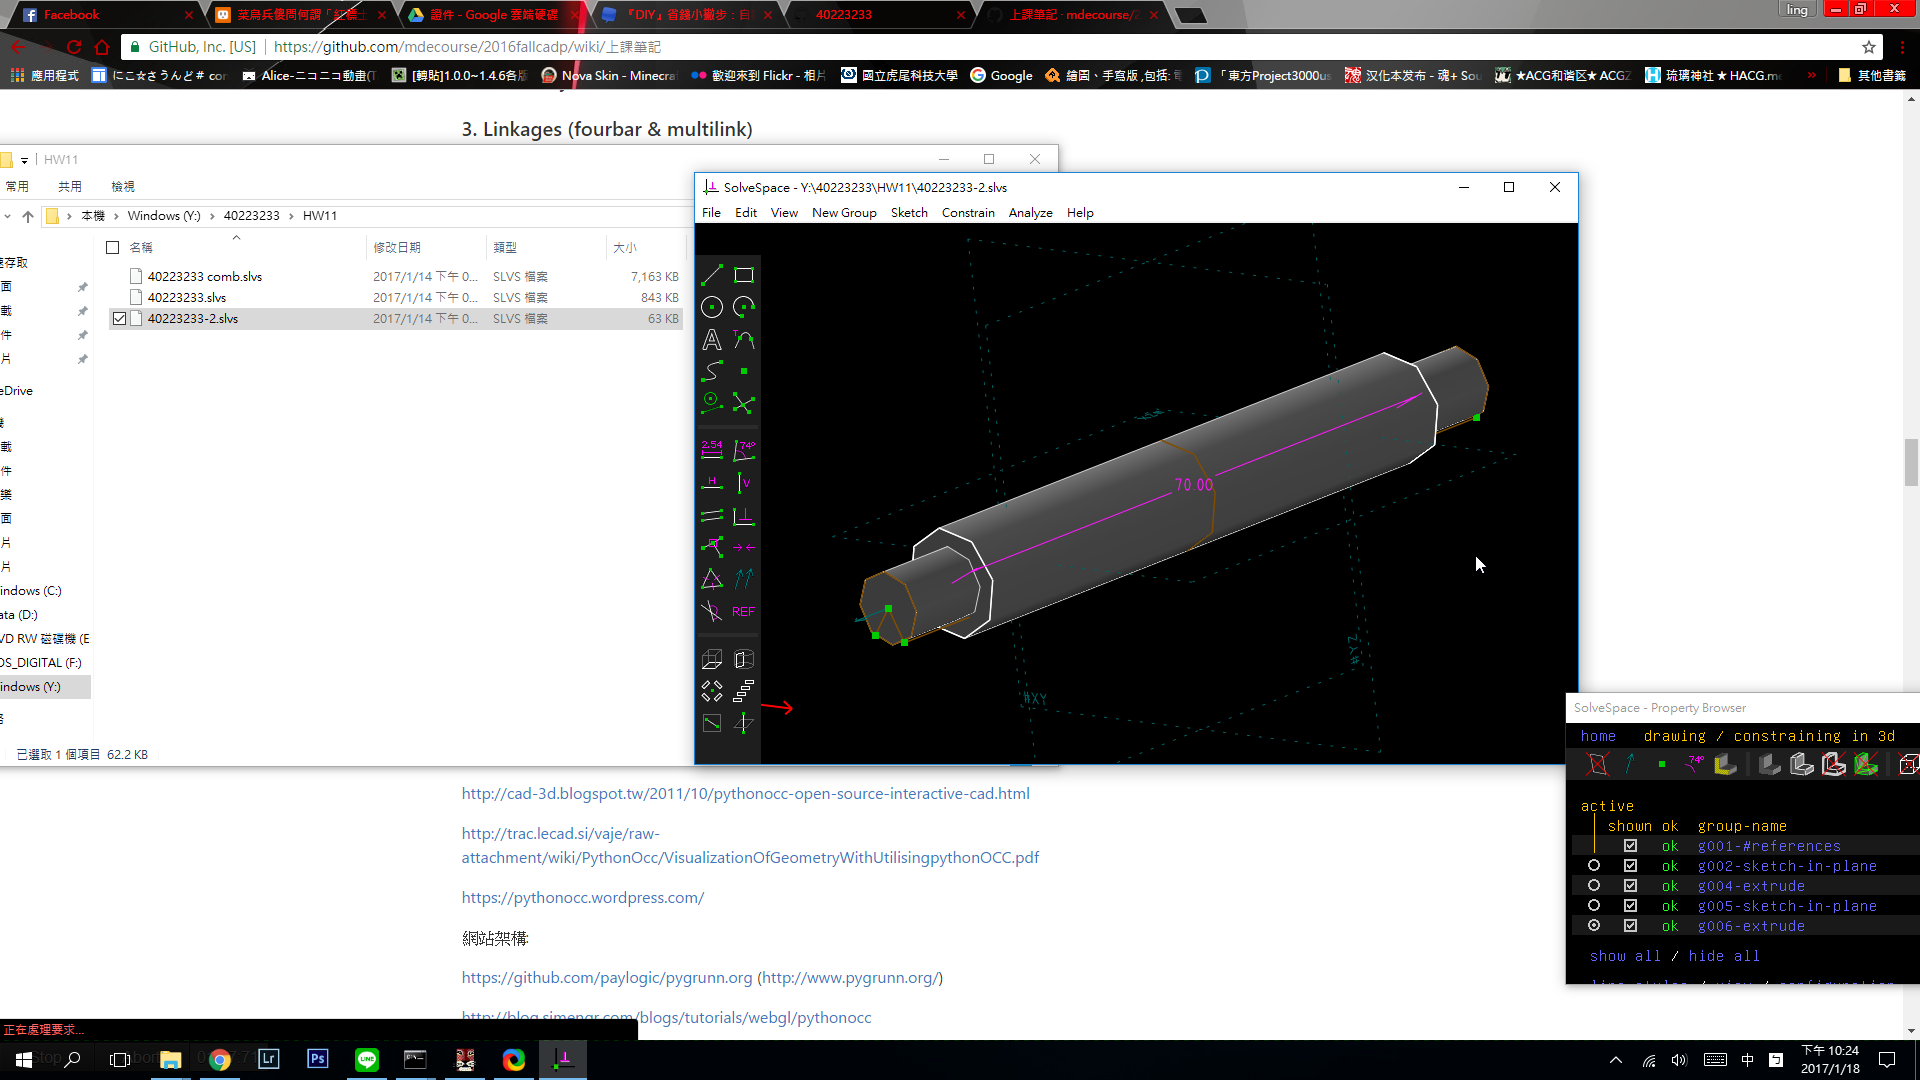 Facebook
菜鳥兵傻問何謂「紅標士
證件 - Google 雲端硬碟
『DIY』省錢小撇步：自
40223233
上課筆記 · mdecourse/2
ling
GitHub, Inc. [US]
https://github.com/mdecourse/2016fallcadp/wiki/上課筆記
應用程式
にこ☆さうんど# con
Alice-ニコニコ動畫(T
[轉貼]1.0.0~1.4.6各版
Nova Skin - Minecra
歡迎來到 Flickr - 相片
國立虎尾科技大學
Google
繪圖、手寫版 ,包括: 電
「東方Project3000us
汉化本发布 - 魂+ Sou
★ACG和谐区★ ACGZ
琉璃神社 ★ HACG.me
其他書籤
3. Linkages (fourbar & multilink)
HW11
常用
共用
檢視
本機
Windows (Y:)
40223233
HW11
名稱
修改日期
類型
大小
40223233 comb.slvs
2017/1/14 下午 0...
SLVS 檔案
7,163 KB
40223233.slvs
2017/1/14 下午 0...
SLVS 檔案
843 KB
40223233-2.slvs
2017/1/14 下午 0...
SLVS 檔案
63 KB
速存取
面
載
件
片
eDrive
機
載
件
樂
面
片
片
indows (C:)
ata (D:)
VD RW 磁碟機 (E
OS_DIGITAL (F:)
indows (Y:)
路
已選取 1 個項目 62.2 KB
SolveSpace - Y:\40223233\HW11\40223233-2.slvs
File
Edit
View
New Group
Sketch
Constrain
Analyze
Help
A
T
2.54
74°
H
V
REF
70.00
#XY
#YZ
SolveSpace - Property Browser
home
drawing / constraining in 3d
74°
active
shown ok group-name
ok g001-#references
ok g002-sketch-in-plane
ok g004-extrude
ok g005-sketch-in-plane
ok g006-extrude
show all / hide all
http://cad-3d.blogspot.tw/2011/10/pythonocc-open-source-interactive-cad.html
http://trac.lecad.si/vaje/raw-
attachment/wiki/PythonOcc/VisualizationOfGeometryWithUtilisingpythonOCC.pdf
https://pythonocc.wordpress.com/
網站架構:
https://github.com/paylogic/pygrunn.org (http://www.pygrunn.org/)
http://blog.simengr.com/blogs/tutorials/webgl/pythonocc
正在處理要求...
Lr
Ps
LINE
中
下午 10:24
2017/1/18